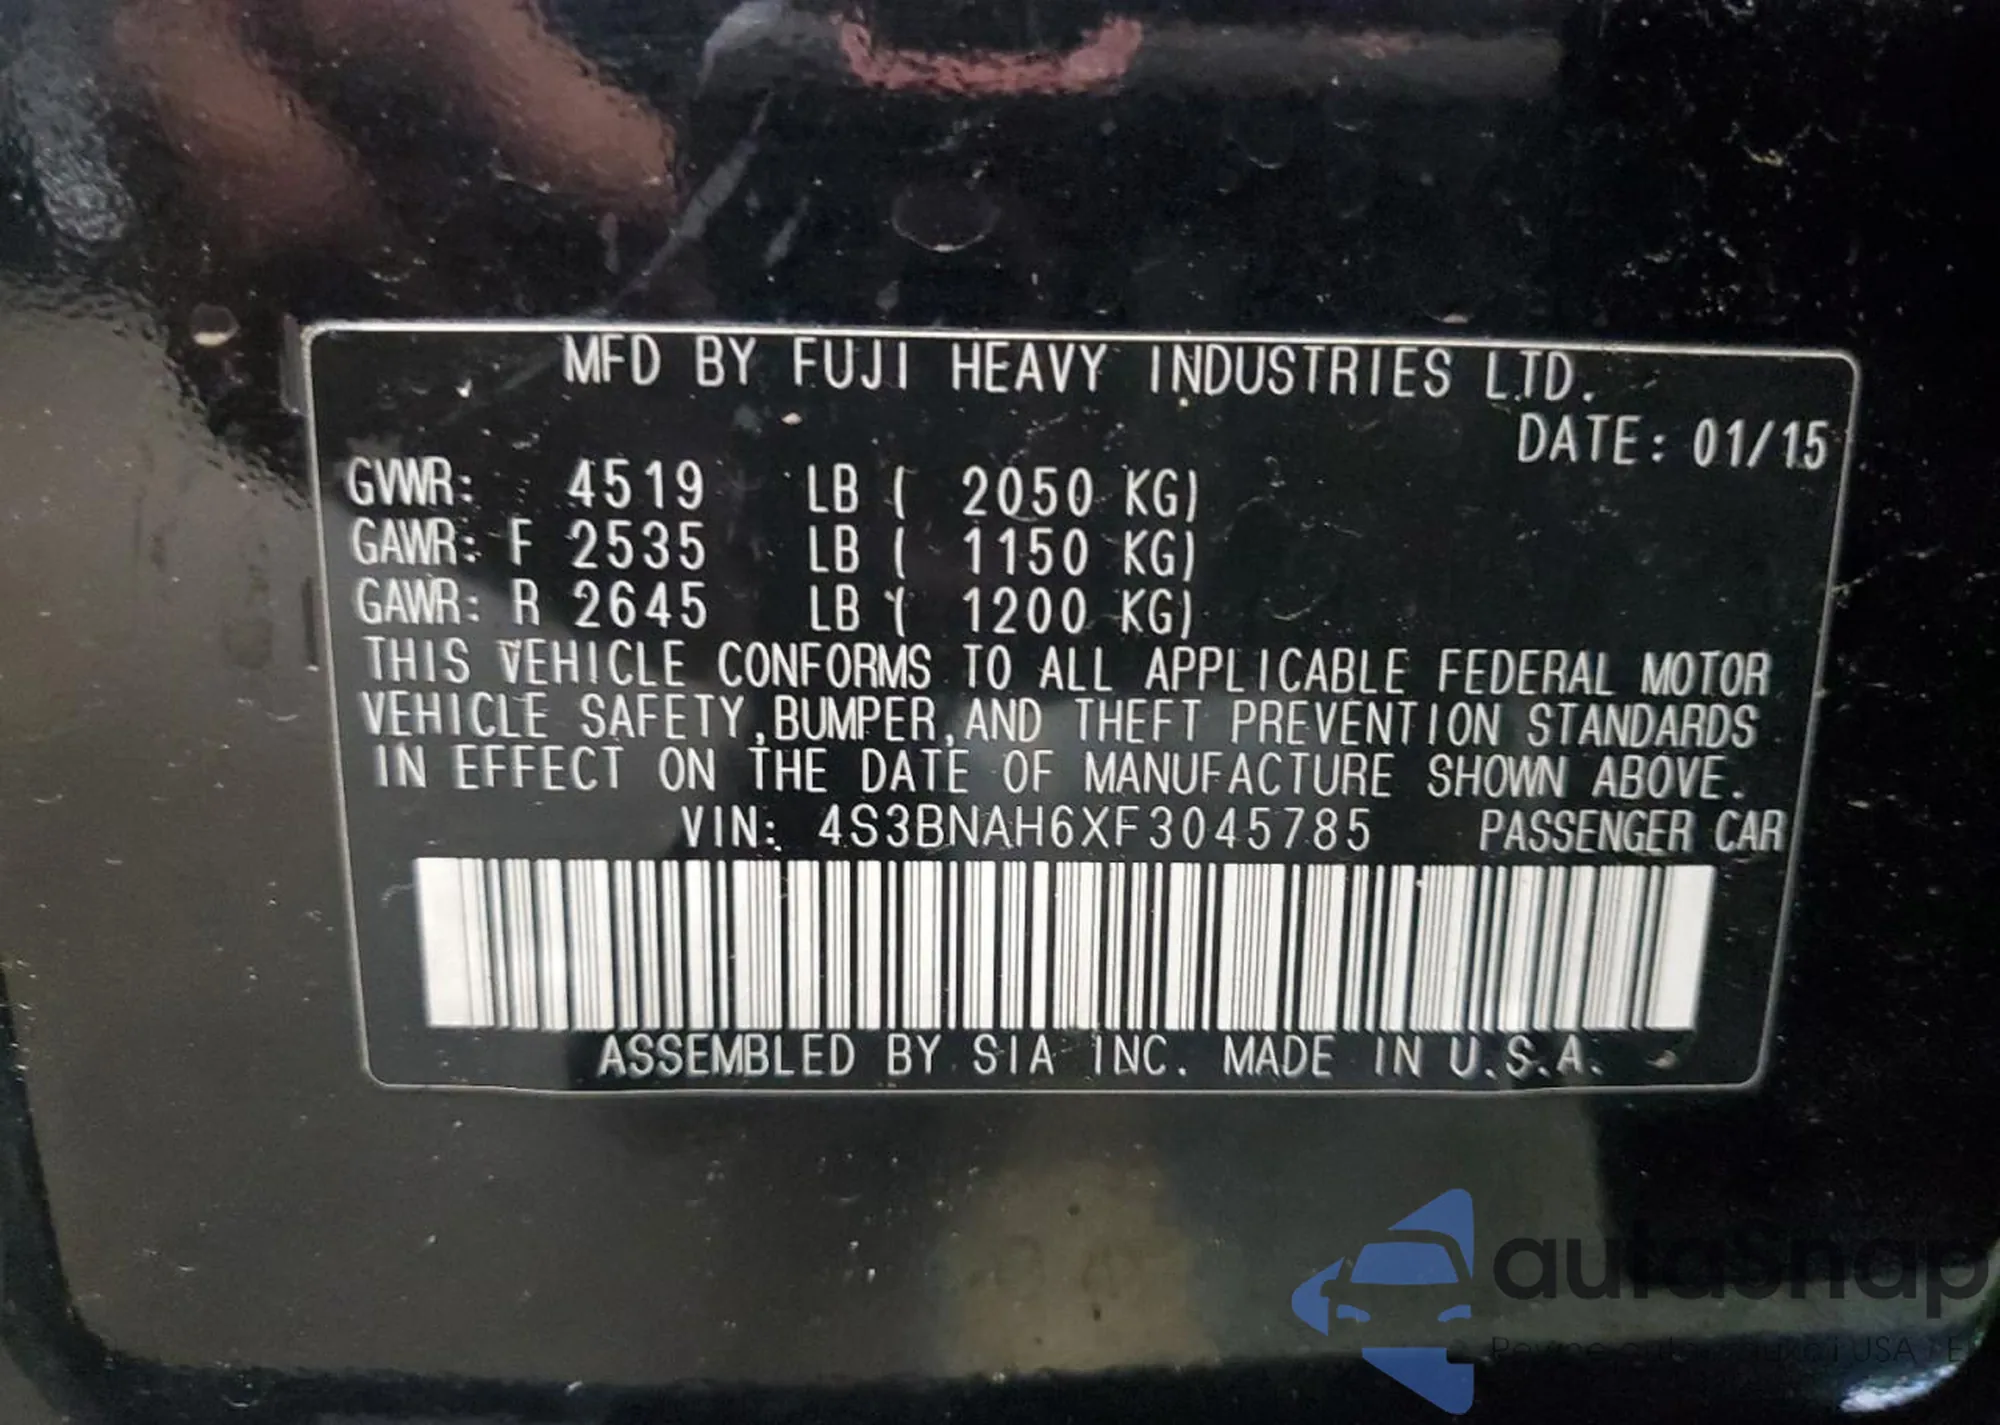 MFD BY FUJI HEAVY INDUSTRIES LTD.
DATE: 01/15
GVWR: 4519 LB ( 2050 KG)
GAWR: F 2535 LB ( 1150 KG)
GAWR: R 2645 LB ( 1200 KG)
THIS VEHICLE CONFORMS TO ALL APPLICABLE FEDERAL MOTOR
VEHICLE SAFETY,BUMPER,AND THEFT PREVENTION STANDARDS
IN EFFECT ON THE DATE OF MANUFACTURE SHOWN ABOVE.
VIN: 4S3BNAH6XF3045785 PASSENGER CAR
ASSEMBLED BY SIA INC. MADE IN U.S.A.
autaSnap
USA